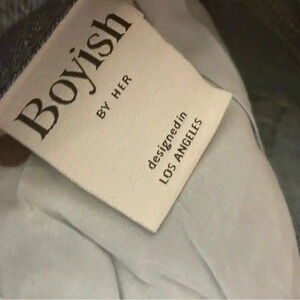 Boyish
BY HER
designed in
LOS ANGELES